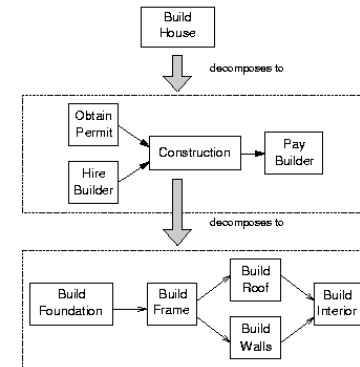 Build
House
decomposes to
Obtain
Permit
Construction
Pay
Builder
Hire
Builder
decomposes to
Build
Foundation
Build
Frame
Build
Roof
Build
Walls
Build
Interior